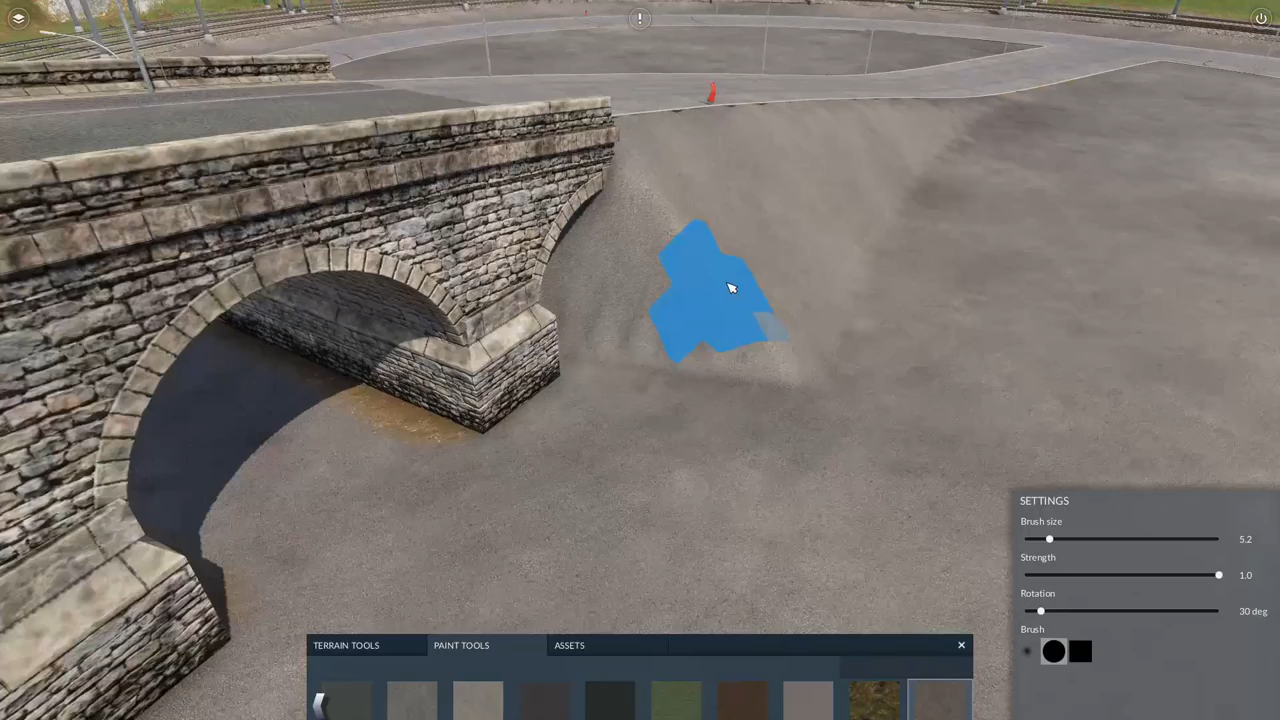 SETTINGS
Brush size
5.2
Strength
1.0
Rotation
30 deg
Brush
TERRAIN TOOLS
PAINT TOOLS
ASSETS